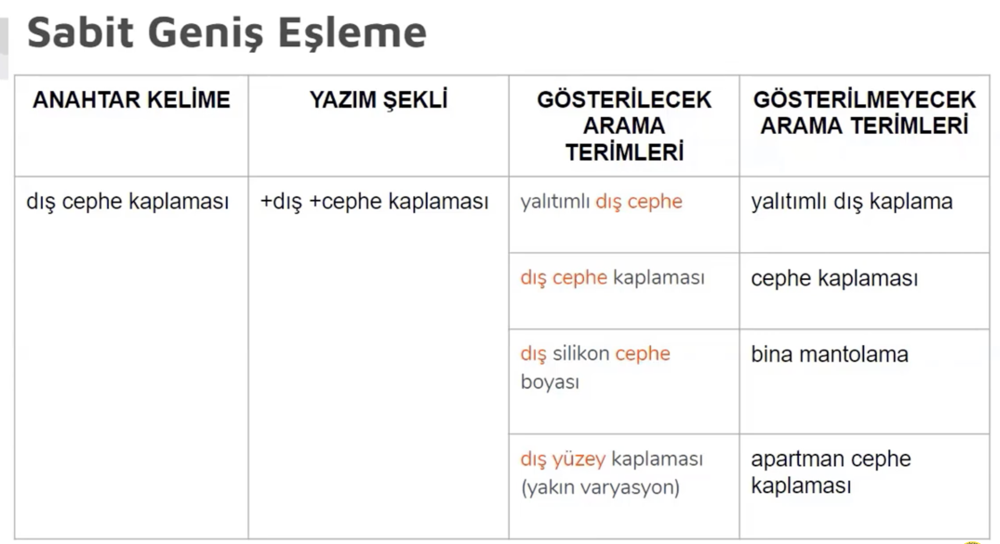 Sabit Geniş Eşleme
ANAHTAR KELİME
YAZIM ŞEKLİ
GÖSTERİLECEK
ARAMA
TERİMLERİ
GÖSTERİLMEYECEK
ARAMA TERİMLERİ
dış cephe kaplaması
+dış +cephe kaplaması
yalıtımlı dış cephe
yalıtımlı dış kaplama
dış cephe kaplaması
cephe kaplaması
dış silikon cephe
boyası
bina mantolama
dış yüzey kaplaması
(yakın varyasyon)
apartman cephe
kaplaması